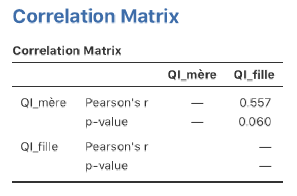 Correlation Matrix
Correlation Matrix
QI_mère QI_fille
QI_mère Pearson's r — 0.557
p-value — 0.060
QI_fille Pearson's r —
p-value —